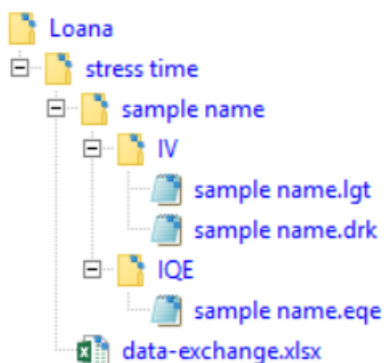 Loana
stress time
sample name
IV
sample name.lgt
sample name.drk
IQE
sample name.eqe
data-exchange.xlsx